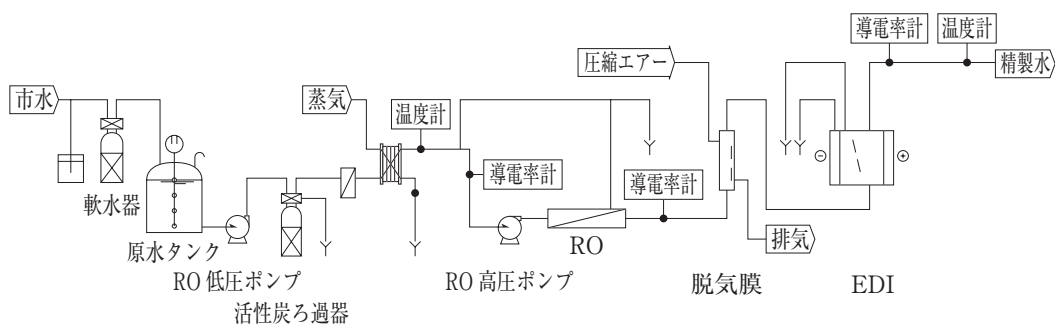 導電率計
温度計
圧縮エアー
精製水
市水
蒸気
温度計
導電率計
導電率計
軟水器
排気
原水タンク
RO
RO 低圧ポンプ
RO 高圧ポンプ
脱気膜
EDI
活性炭ろ過器